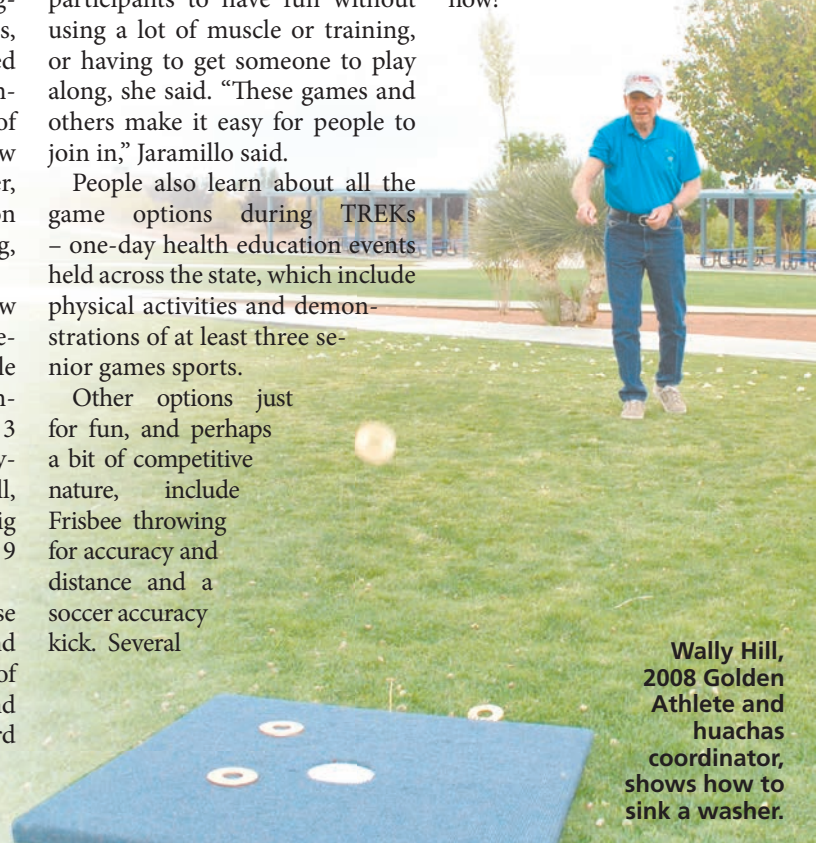 participants to have fun without
using a lot of muscle or training,
or having to get someone to play
along, she said. “These games and
others make it easy for people to
join in,” Jaramillo said.
People also learn about all the
game options during TREKs
– one-day health education events
held across the state, which include
physical activities and demon-
strations of at least three se-
nior games sports.
Other options just
for fun, and perhaps
a bit of competitive
nature, include
Frisbee throwing
for accuracy and
distance and a
soccer accuracy
kick. Several
Wally Hill,
2008 Golden
Athlete and
huachas
coordinator,
shows how to
sink a washer.